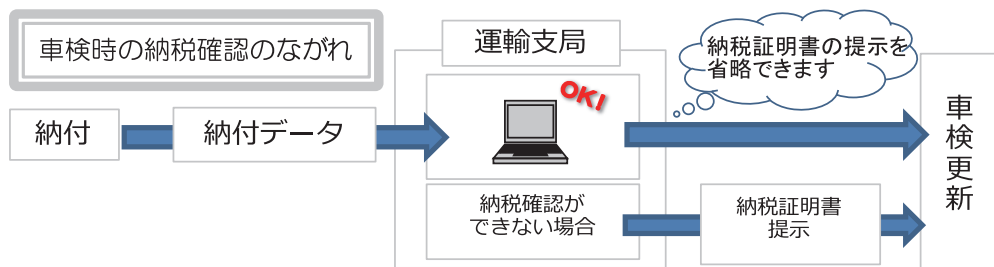 車検時の納税確認のながれ
運輸支局
納税証明書の提示を
省略できます
納付
納付データ
OK!
車検更新
納税確認が
できない場合
納税証明書
提示